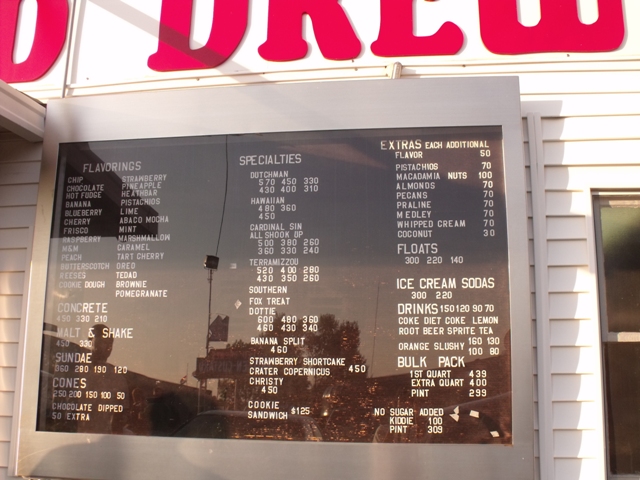 D DREW
FLAVORINGS
CHIP STRAWBERRY
CHOCOLATE PINEAPPLE
HOT FUDGE HEATHBAR
BANANA PISTACHIOS
BLUEBERRY LIME
CHERRY ABACO MOCHA
FRISCO MINT
RASPBERRY MARSHMALLOW
M&M CARAMEL
PEACH TART CHERRY
BUTTERSCOTCH OREO
REESES TEDAD
COOKIE DOUGH BROWNIE
POMEGRANATE
CONCRETE
450 330 210
MALT & SHAKE
450 330
SUNDAE
360 280 190 120
CONES
250 200 150 100 50
CHOCOLATE DIPPED
50 EXTRA
SPECIALTIES
DUTCHMAN
570 450 330
430 400 310
HAWAIIAN
480 360
450
CARDINAL SIN
ALL SHOOK UP
500 380 260
360 330 240
TERRAMIZZOU
520 400 280
430 350 260
SOUTHERN
FOX TREAT
DOTTIE
600 480 360
460 430 340
BANANA SPLIT
460
STRAWBERRY SHORTCAKE
CRATER COPERNICUS 450
CHRISTY
450
COOKIE
SANDWICH $125
EXTRAS EACH ADDITIONAL
FLAVOR 50
PISTACHIOS 70
MACADAMIA NUTS 100
ALMONDS 70
PECANS 70
PRALINE 70
MEDLEY 70
WHIPPED CREAM 70
COCONUT 30
FLOATS
300 220 140
ICE CREAM SODAS
300 220
DRINKS 150 120 90 70
COKE DIET COKE LEMON
ROOT BEER SPRITE TEA
ORANGE SLUSHY 160 130
100 80
BULK PACK
1ST QUART 439
EXTRA QUART 400
PINT 299
NO SUGAR ADDED
KIDDIE 100
PINT 309